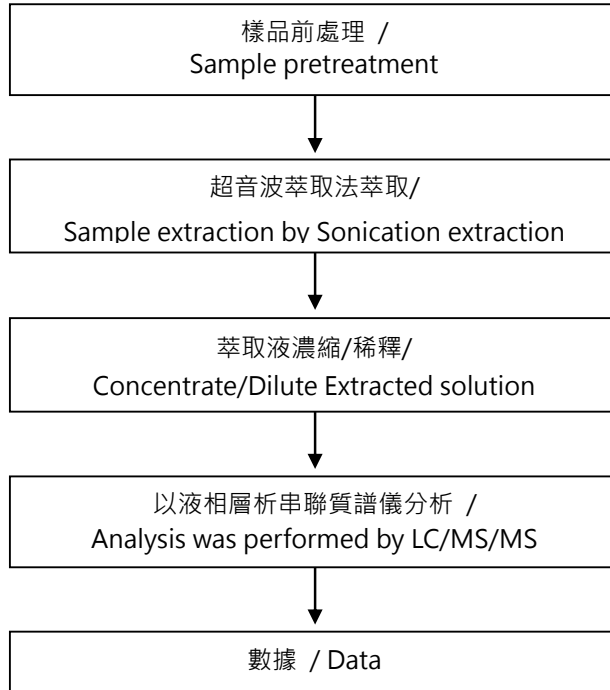 樣品前處理 /
Sample pretreatment
超音波萃取法萃取/
Sample extraction by Sonication extraction
萃取液濃縮/稀釋/
Concentrate/Dilute Extracted solution
以液相層析串聯質譜儀分析 /
Analysis was performed by LC/MS/MS
數據 / Data